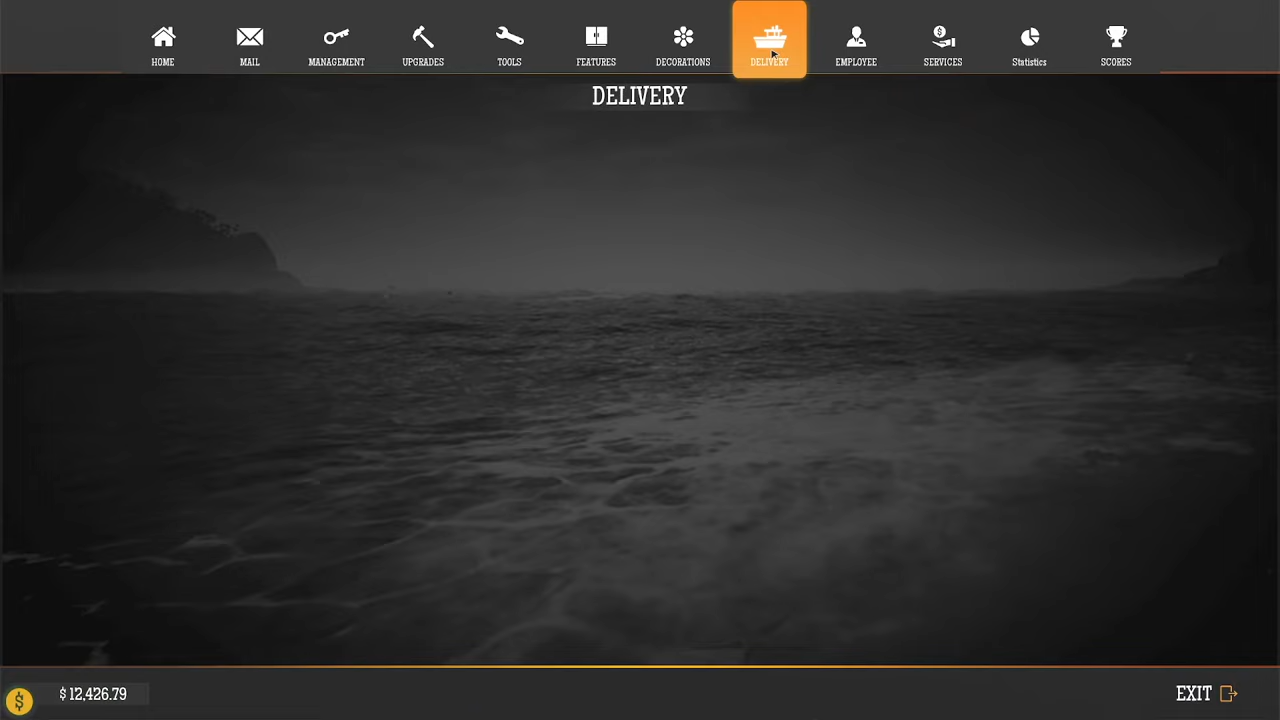 HOME MAIL MANAGEMENT UPGRADES TOOLS FEATURES DECORATIONS DELIVERY EMPLOYEE SERVICES Statistics SCORES
DELIVERY
$ 12,426.79
EXIT